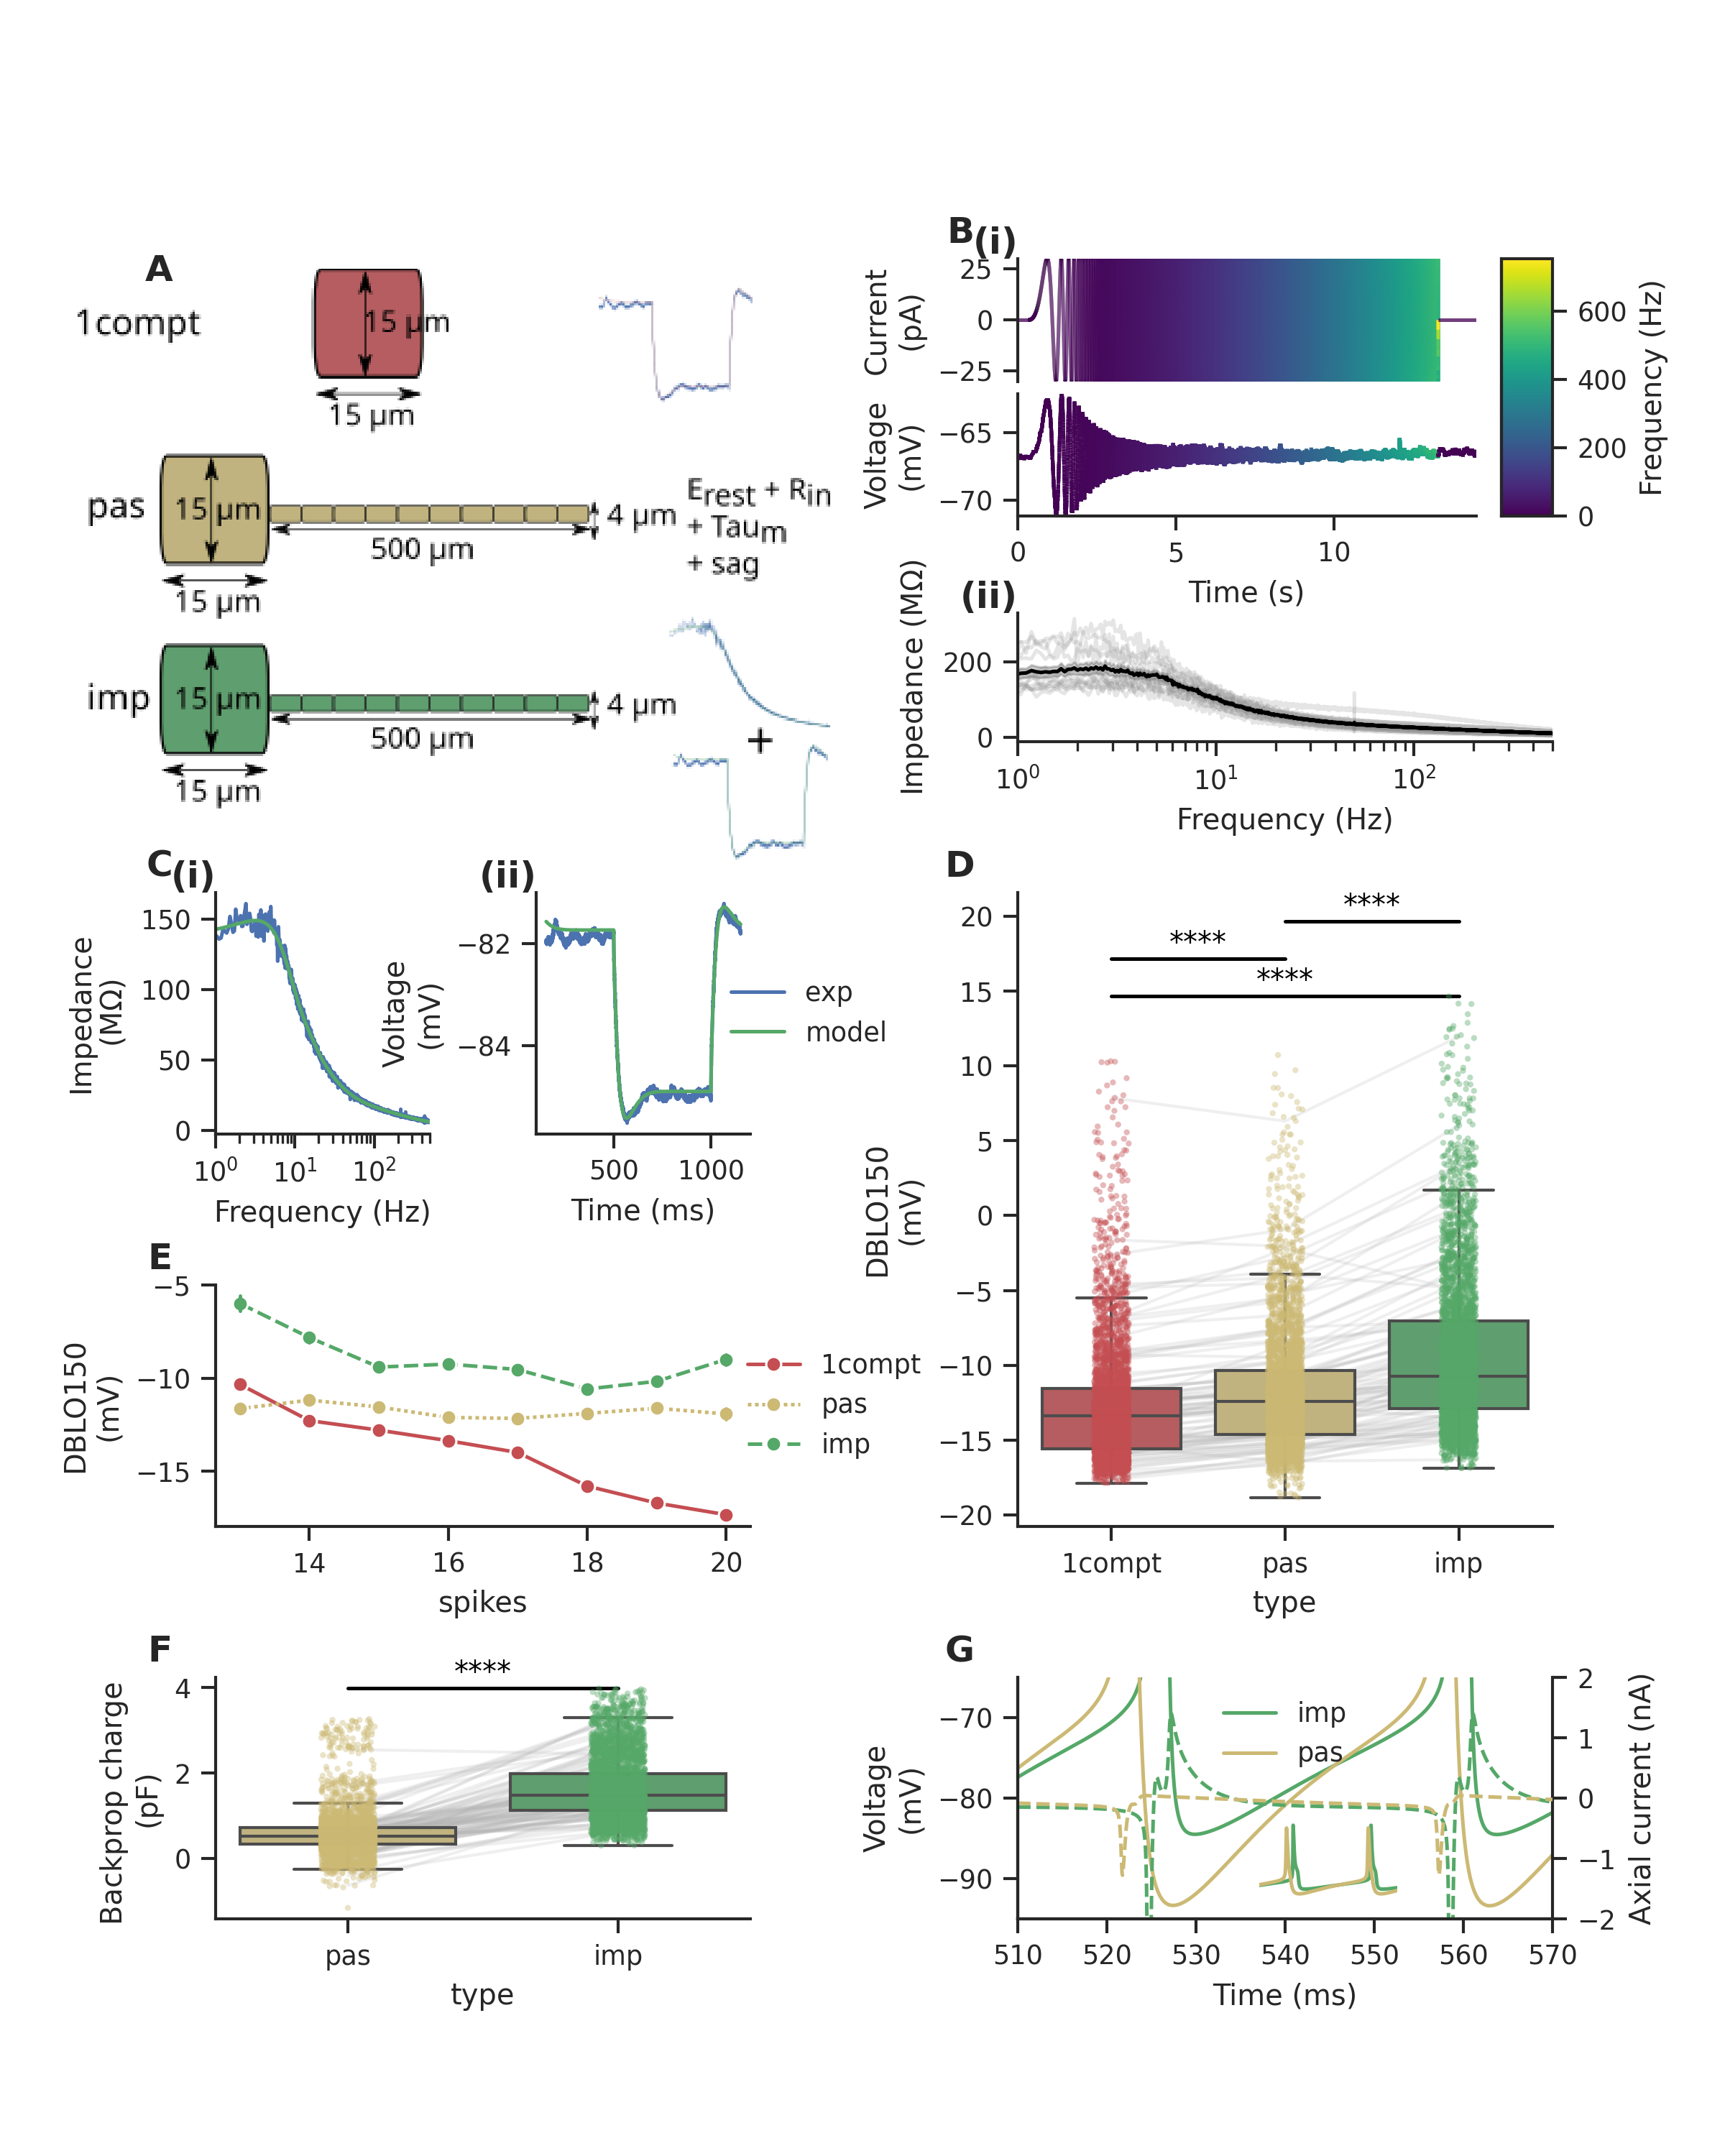 A
1compt
15 µm
15 µm
pas
15 µm
15 µm
500 µm
4 µm
Erest + Rin
+ Taum
+ sag
imp
15 µm
15 µm
500 µm
4 µm
+
B
(i)
Current
(pA)
25
0
−25
Voltage
(mV)
−65
−70
0 5 10
Time (s)
600
400
200
0
Frequency (Hz)
(ii)
Impedance (MΩ)
200
0
10^0 10^1 10^2
Frequency (Hz)
C
(i)
Impedance
(MΩ)
150
100
50
0
10^0 10^1 10^2
Frequency (Hz)
(ii)
Voltage
(mV)
−82
−84
500 1000
Time (ms)
exp
model
D
DBLO150
(mV)
20
15
10
5
0
−5
−10
−15
−20
****
****
****
1compt pas imp
type
E
DBLO150
(mV)
−5
−10
−15
14 16 18 20
spikes
1compt
pas
imp
F
Backprop charge
(pF)
4
2
0
****
pas imp
type
G
Voltage
(mV)
−70
−80
−90
imp
pas
2
1
0
−1
−2
Axial current (nA)
510 520 530 540 550 560 570
Time (ms)